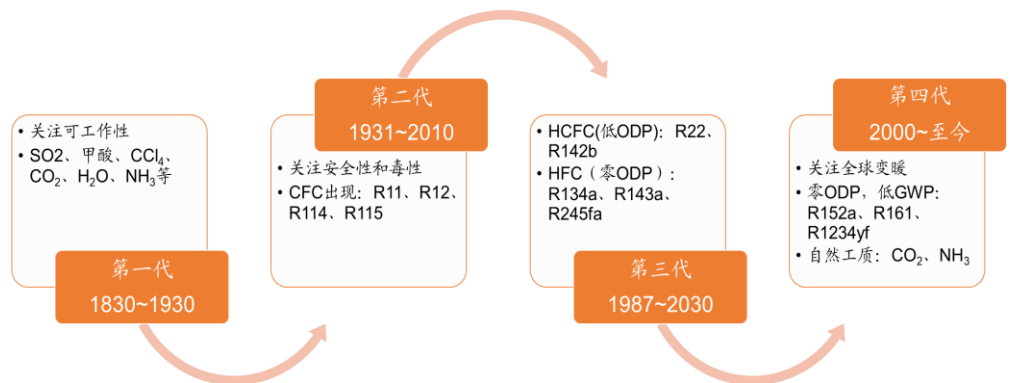 • 关注可工作性
• SO2、甲酸、CCl₄、
CO₂、H₂O、NH₃等
第一代
1830~1930
第二代
1931~2010
• 关注安全性和毒性
• CFC出现：R11、R12、
R114、R115
• HCFC(低ODP)：R22、
R142b
• HFC（零ODP）：
R134a、R143a、
R245fa
第三代
1987~2030
第四代
2000~至今
• 关注全球变暖
• 零ODP，低GWP:
R152a、R161、
R1234yf
• 自然工质：CO₂、NH₃